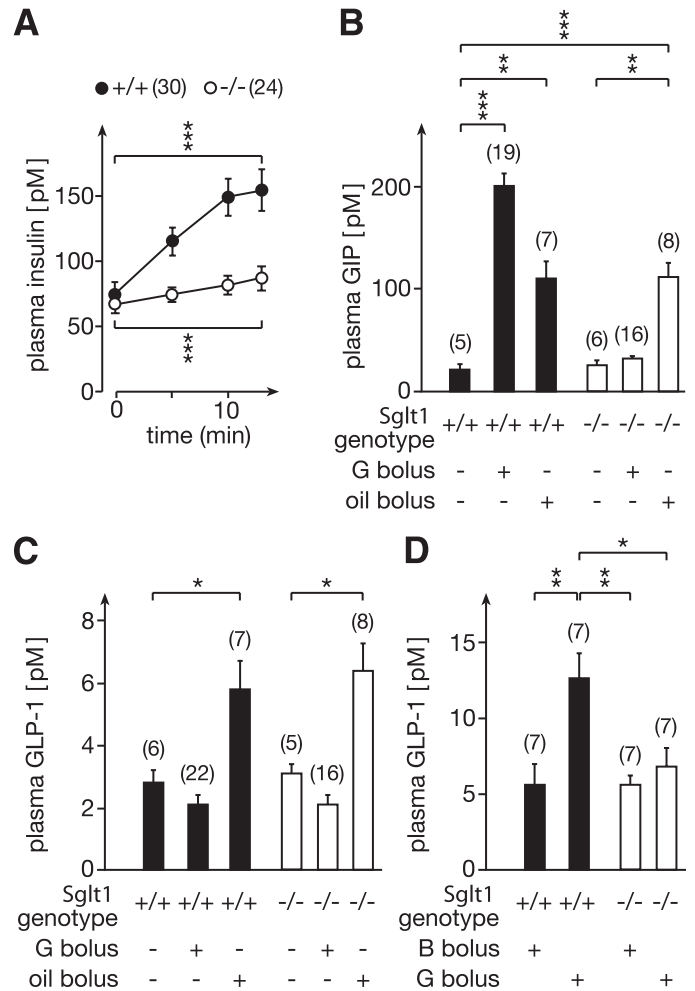 A
+/+ (30) -/- (24)
***
plasma insulin [pM]
150
100
50
0
***
0 10
time (min)
B
***
** **
***
plasma GIP [pM]
200
100
0
(5) (19) (7) (6) (16) (8)
Sglt1 genotype +/+ +/+ +/+ -/- -/- -/-
G bolus - + - - + -
oil bolus - - + - - +
C
* *
plasma GLP-1 [pM]
8
6
4
2
0
(6) (22) (7) (5) (16) (8)
Sglt1 genotype +/+ +/+ +/+ -/- -/- -/-
G bolus - + - - + -
oil bolus - - + - - +
D
*
** **
plasma GLP-1 [pM]
15
10
5
0
(7) (7) (7) (7)
Sglt1 genotype +/+ +/+ -/- -/-
B bolus + +
G bolus + +